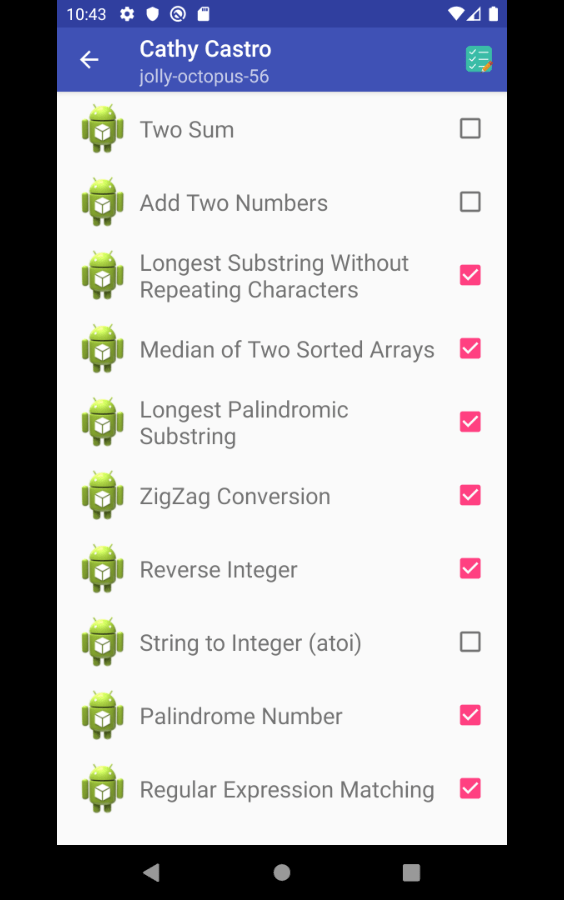 10:43
Cathy Castro
jolly-octopus-56
Two Sum
Add Two Numbers
Longest Substring Without
Repeating Characters
Median of Two Sorted Arrays
Longest Palindromic
Substring
ZigZag Conversion
Reverse Integer
String to Integer (atoi)
Palindrome Number
Regular Expression Matching